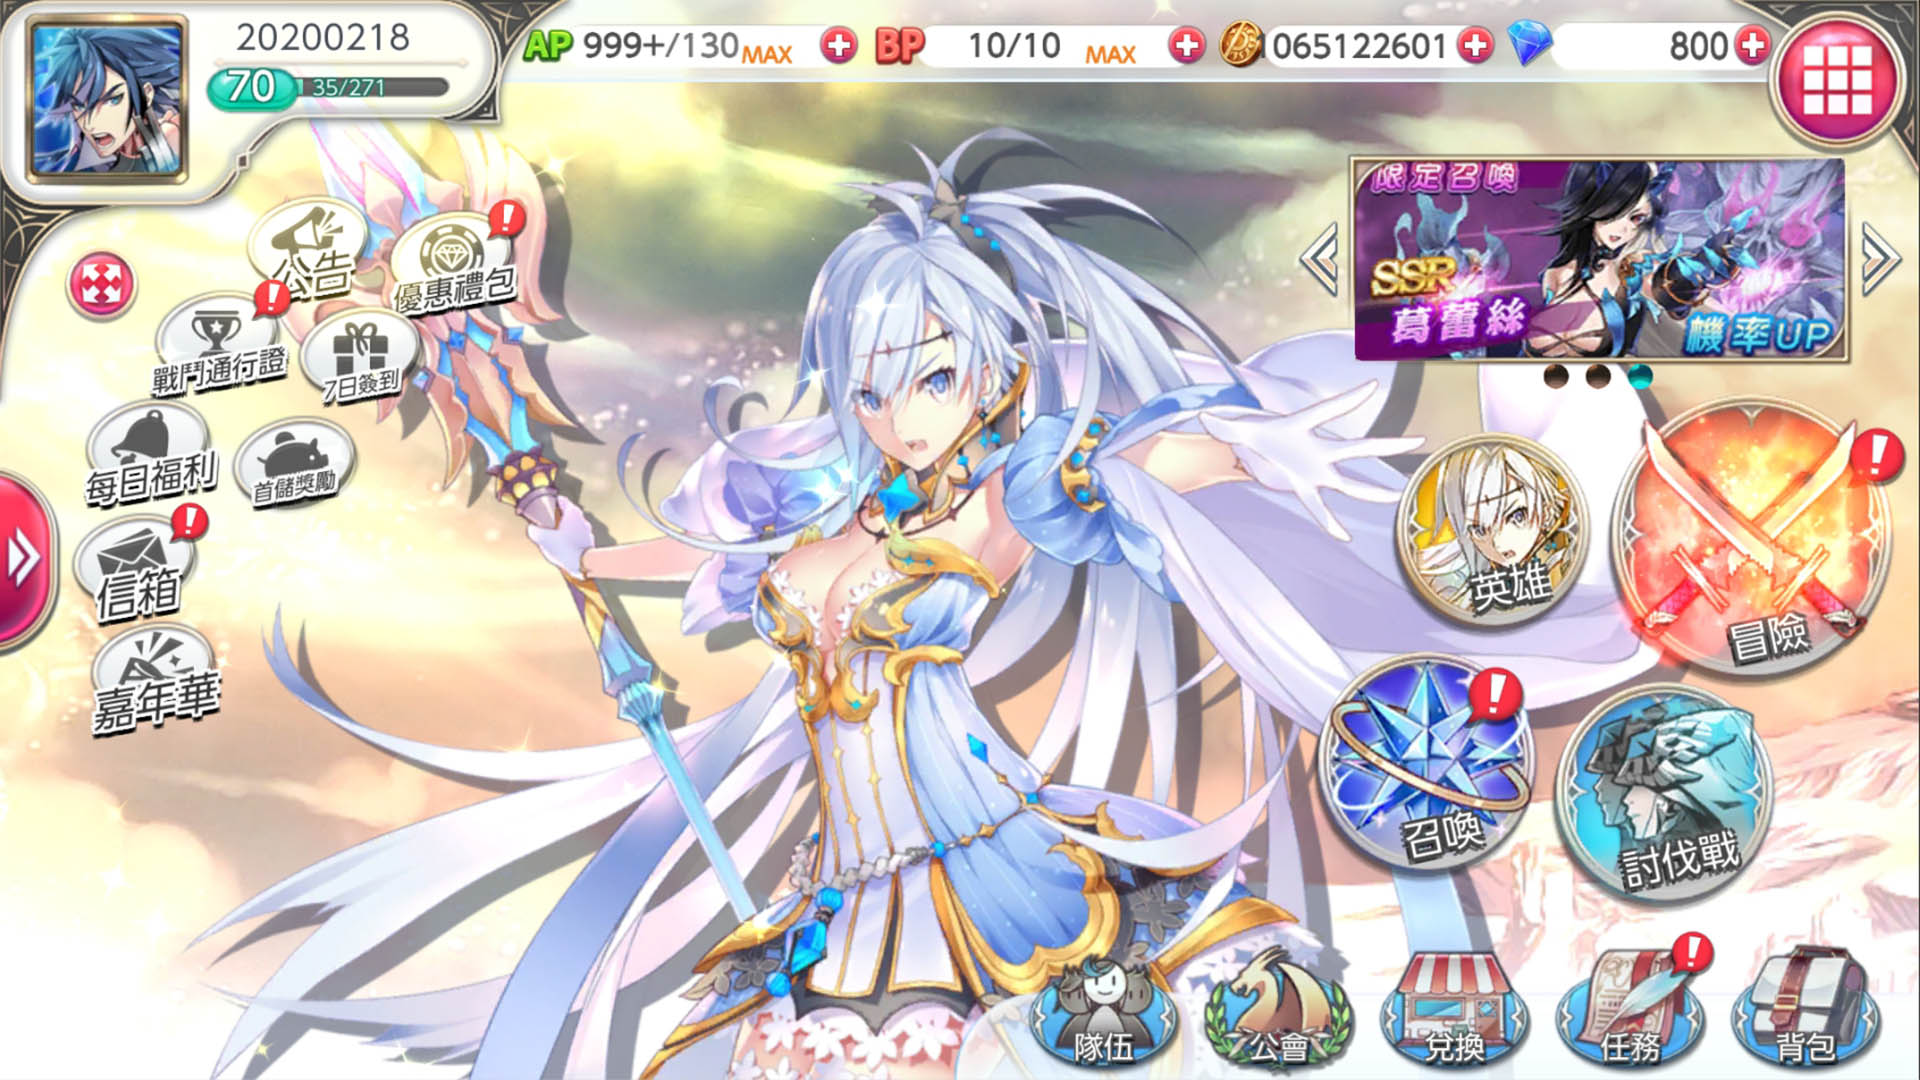 20200218
70 35/271
AP 999+/130 MAX
BP 10/10 MAX
065122601
800
公告
優惠禮包
戰鬥通行證
7日簽到
每日福利
首儲獎勵
信箱
嘉年華
限定召喚
SSR
葛蕾絲
機率UP
英雄
冒險
召喚
討伐戰
隊伍
公會
兌換
任務
背包